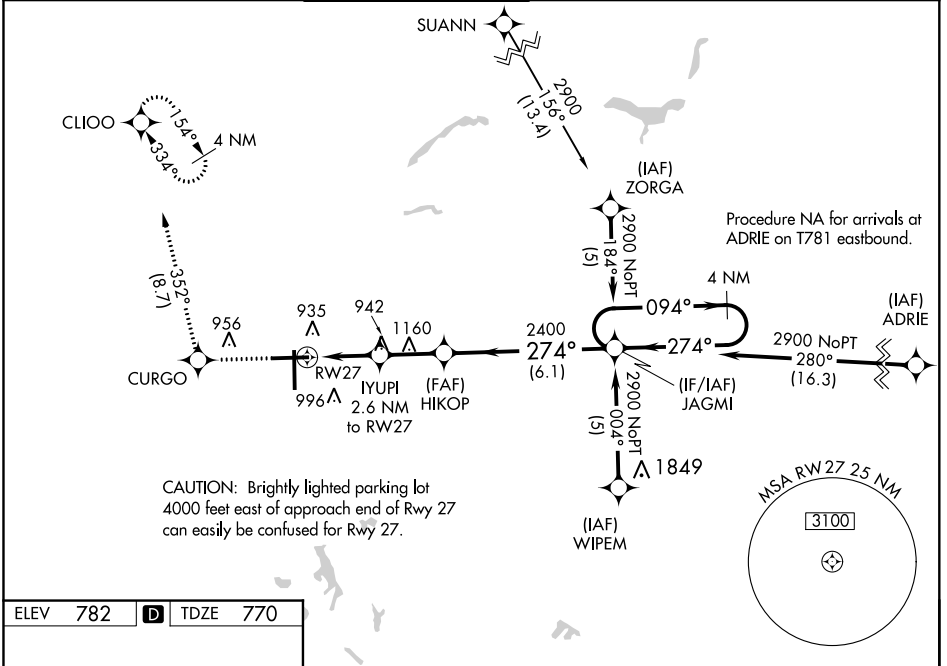 SUANN
2900
156°
(13.4)
CLIOO
154°
334°
4 NM
(IAF)
ZORGA
2900 NoPT
184°
(5)
Procedure NA for arrivals at
ADRIE on T781 eastbound.
4 NM
094°
(IAF)
ADRIE
352°
(8.7)
956
935
942
1160
2400
274°
(6.1)
274°
2900 NoPT
280°
(16.3)
CURGO
RW27
996
IYUPI
2.6 NM
to RW27
(FAF)
HIKOP
(IF/IAF)
JAGMI
2900 NoPT
004°
(5)
1849
(IAF)
WIPEM
CAUTION: Brightly lighted parking lot
4000 feet east of approach end of Rwy 27
can easily be confused for Rwy 27.
MSA RW 27 25 NM
3100
ELEV 782 D TDZE 770